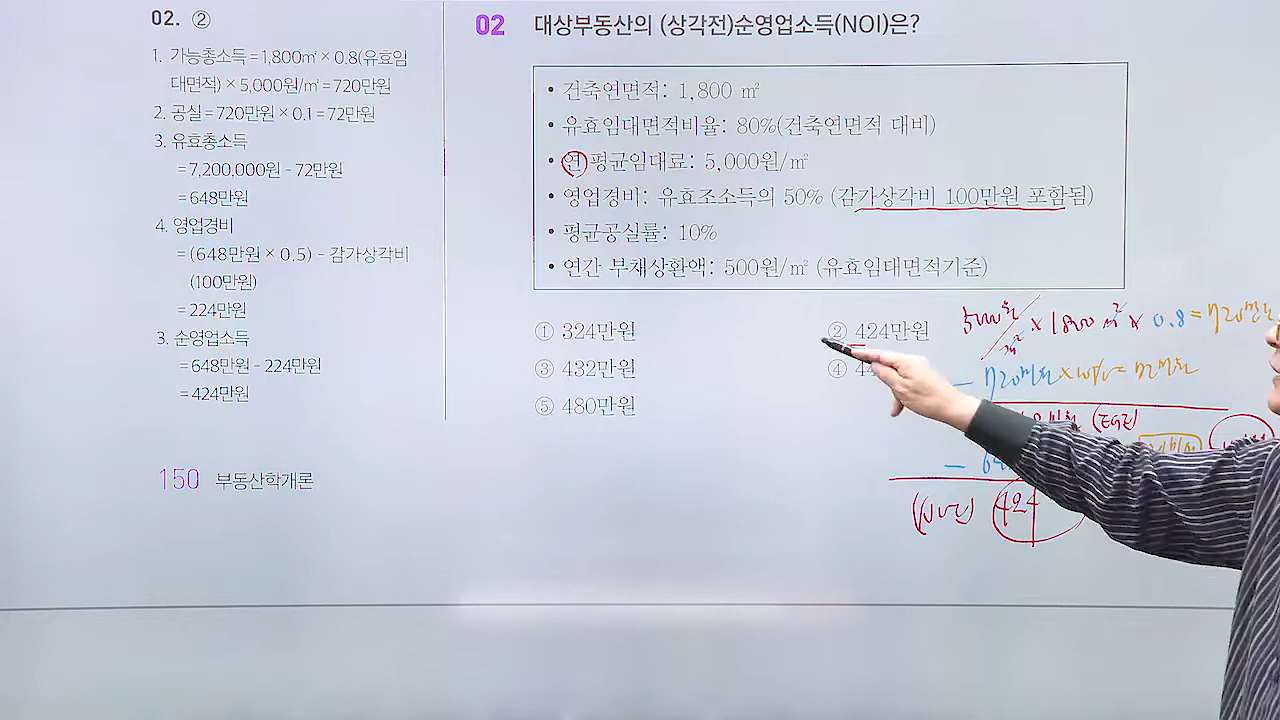 02. ②
1. 가능총소득=1,800㎡×0.8(유효임
대면적)×5,000원/㎡=720만원
2. 공실=720만원×0.1=72만원
3. 유효총소득
=7,200,000원-72만원
=648만원
4. 영업경비
=(648만원×0.5)-감가상각비
(100만원)
=224만원
3. 순영업소득
=648만원-224만원
=424만원
150 부동산학개론
02 대상부동산의 (상각전)순영업소득(NOI)은?
• 건축연면적: 1,800 ㎡
• 유효임대면적비율: 80%(건축연면적 대비)
• 연평균임대료: 5,000원/㎡
• 영업경비: 유효조소득의 50% (감가상각비 100만원 포함됨)
• 평균공실률: 10%
• 연간 부채상환액: 500원/㎡ (유효임대면적기준)
① 324만원
② 424만원
③ 432만원
④
⑤ 480만원
5000원/㎡ × 1800㎡ × 0.8 = 720만원
- 720만원 × 10% = 72만원
(EGI)
-
(NOI) 424